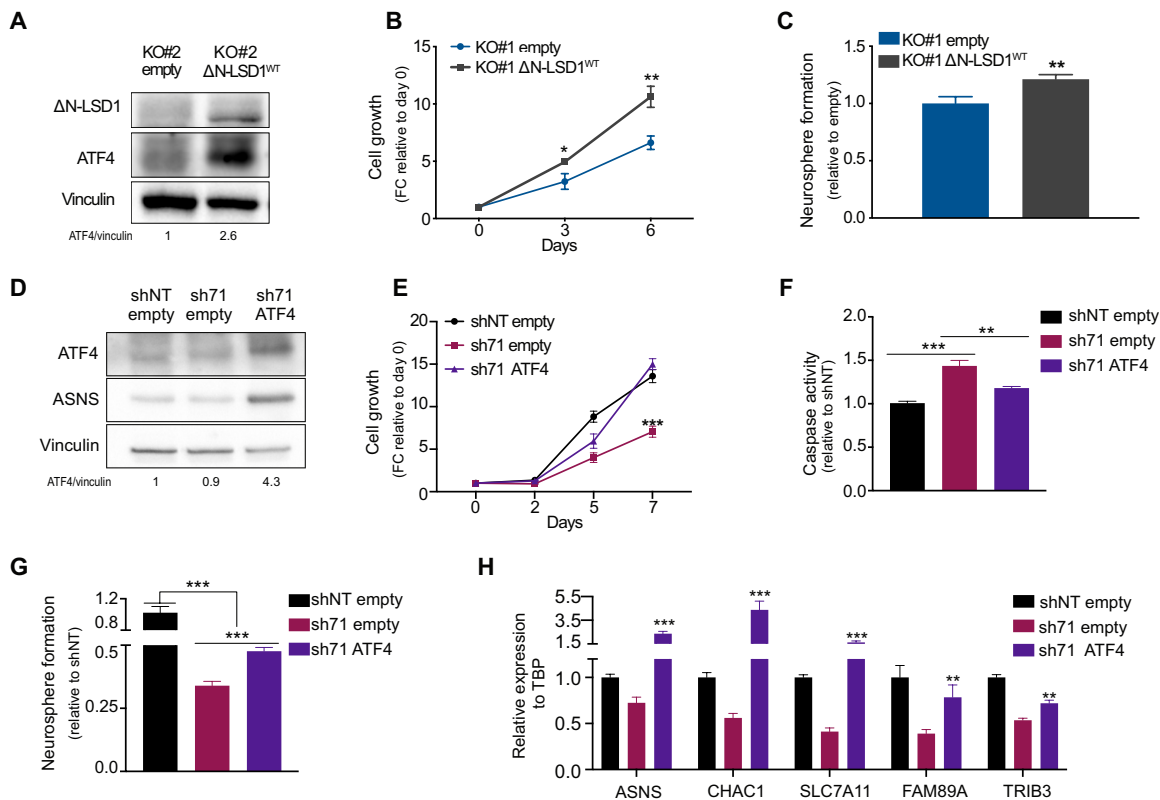 A
KO#2 KO#2
empty ΔN-LSD1WT
ΔN-LSD1
ATF4
Vinculin
ATF4/vinculin 1 2.6
B
KO#1 empty
KO#1 ΔN-LSD1WT
Cell growth
(FC relative to day 0)
15
10
5
0
*
**
0 3 6
Days
C
KO#1 empty
KO#1 ΔN-LSD1WT
Neurosphere formation
(relative to empty)
1.5
1.0
0.5
0.0
**
D
shNT sh71 sh71
empty empty ATF4
ATF4
ASNS
Vinculin
ATF4/vinculin 1 0.9 4.3
E
shNT empty
sh71 empty
sh71 ATF4
Cell growth
(FC relative to day 0)
20
15
10
5
0
***
0 2 5 7
Days
F
shNT empty
sh71 empty
sh71 ATF4
Caspase activity
(relative to shNT)
2.0
1.5
1.0
0.5
0.0
***
**
G
shNT empty
sh71 empty
sh71 ATF4
Neurosphere formation
(relative to shNT)
1.2
0.8
0.5
0.25
0.0
***
***
H
shNT empty
sh71 empty
sh71 ATF4
Relative expression
to TBP
5.5
3.5
1.5
1.0
0.5
0.0
***
***
***
**
**
ASNS CHAC1 SLC7A11 FAM89A TRIB3